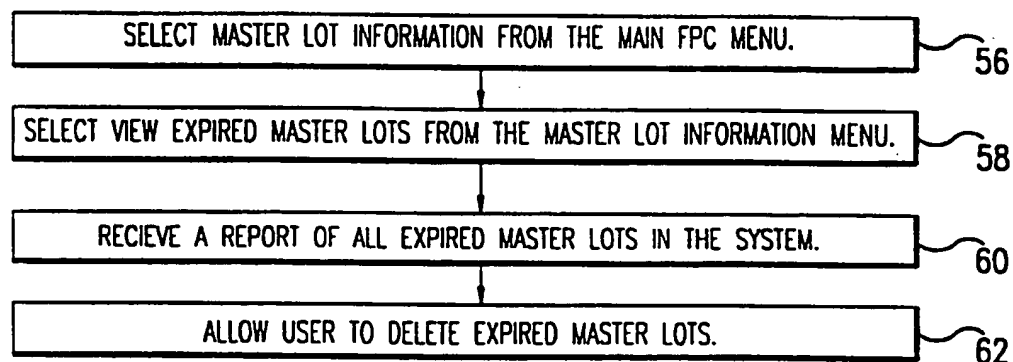 SELECT MASTER LOT INFORMATION FROM THE MAIN FPC MENU.
56
SELECT VIEW EXPIRED MASTER LOTS FROM THE MASTER LOT INFORMATION MENU.
58
RECIEVE A REPORT OF ALL EXPIRED MASTER LOTS IN THE SYSTEM.
60
ALLOW USER TO DELETE EXPIRED MASTER LOTS.
62